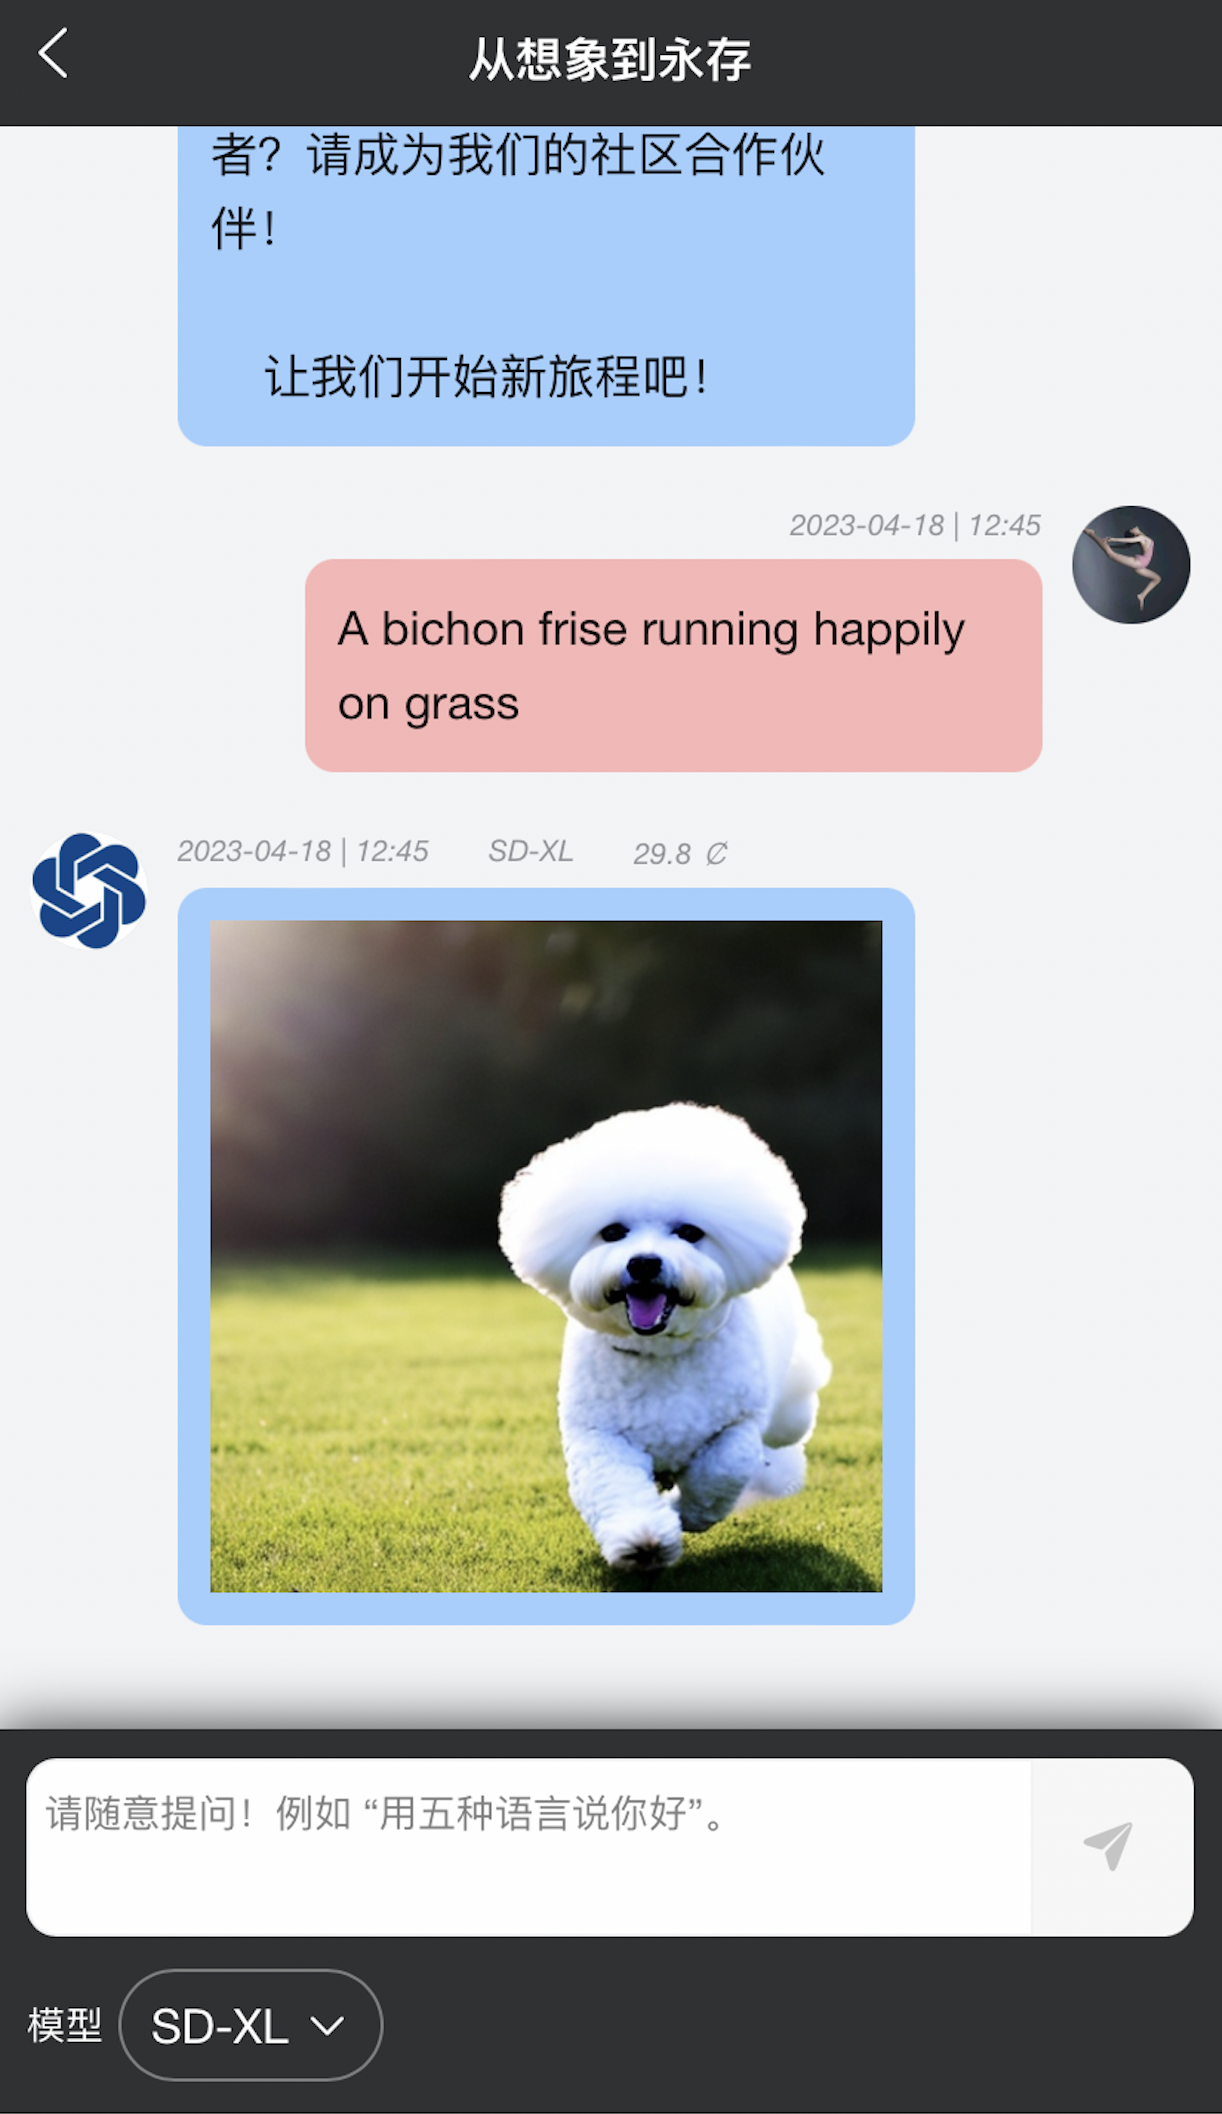 从想象到永存
者？请成为我们的社区合作伙
伴！
让我们开始新旅程吧！
2023-04-18 | 12:45
A bichon frise running happily
on grass
2023-04-18 | 12:45 SD-XL 29.8 ₡
请随意提问！例如 “用五种语言说你好”。
模型 SD-XL